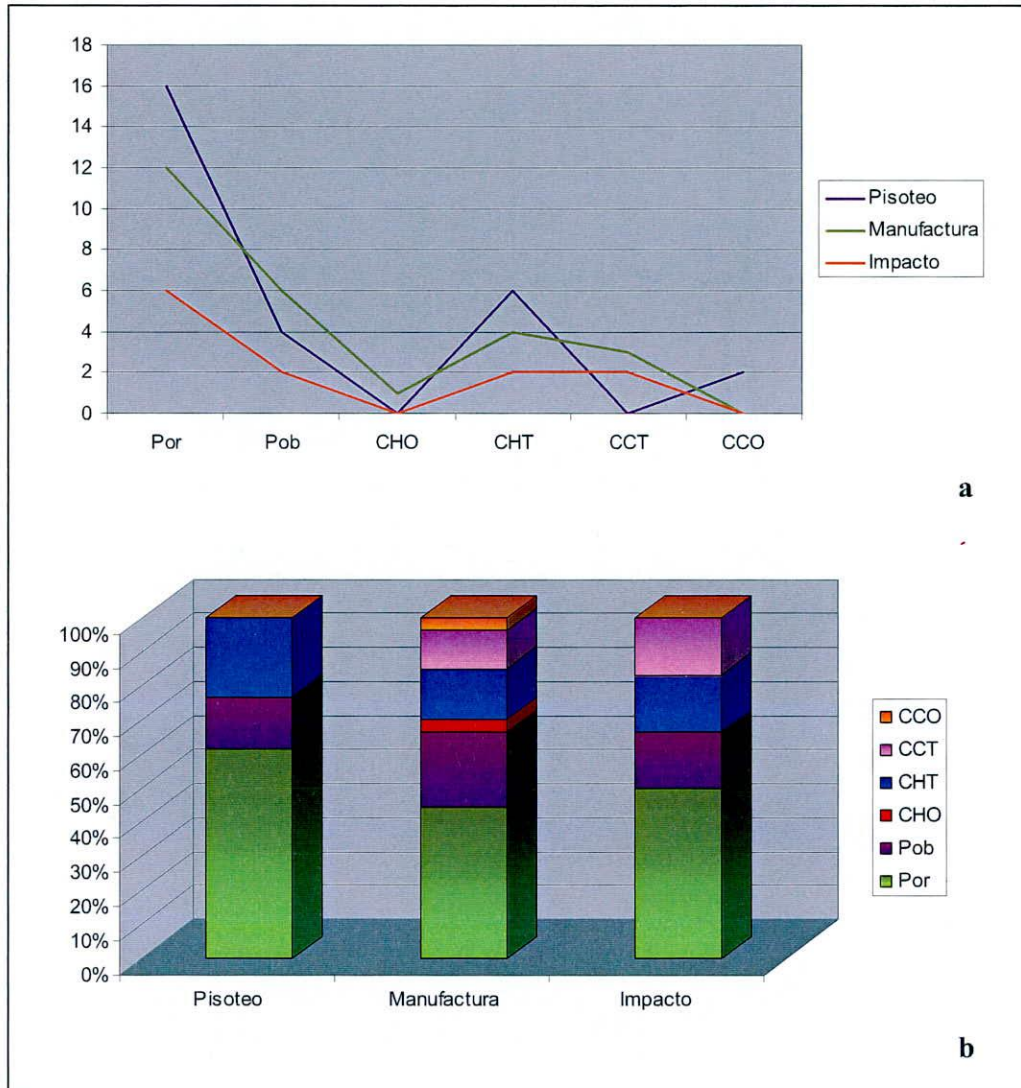 18
16
14
12
10
8
6
4
2
0
Por Pob CHO CHT CCT CCO
Pisoteo
Manufactura
Impacto
a
100%
90%
80%
70%
60%
50%
40%
30%
20%
10%
0%
Pisoteo Manufactura Impacto
CCO
CCT
CHT
CHO
Pob
Por
b